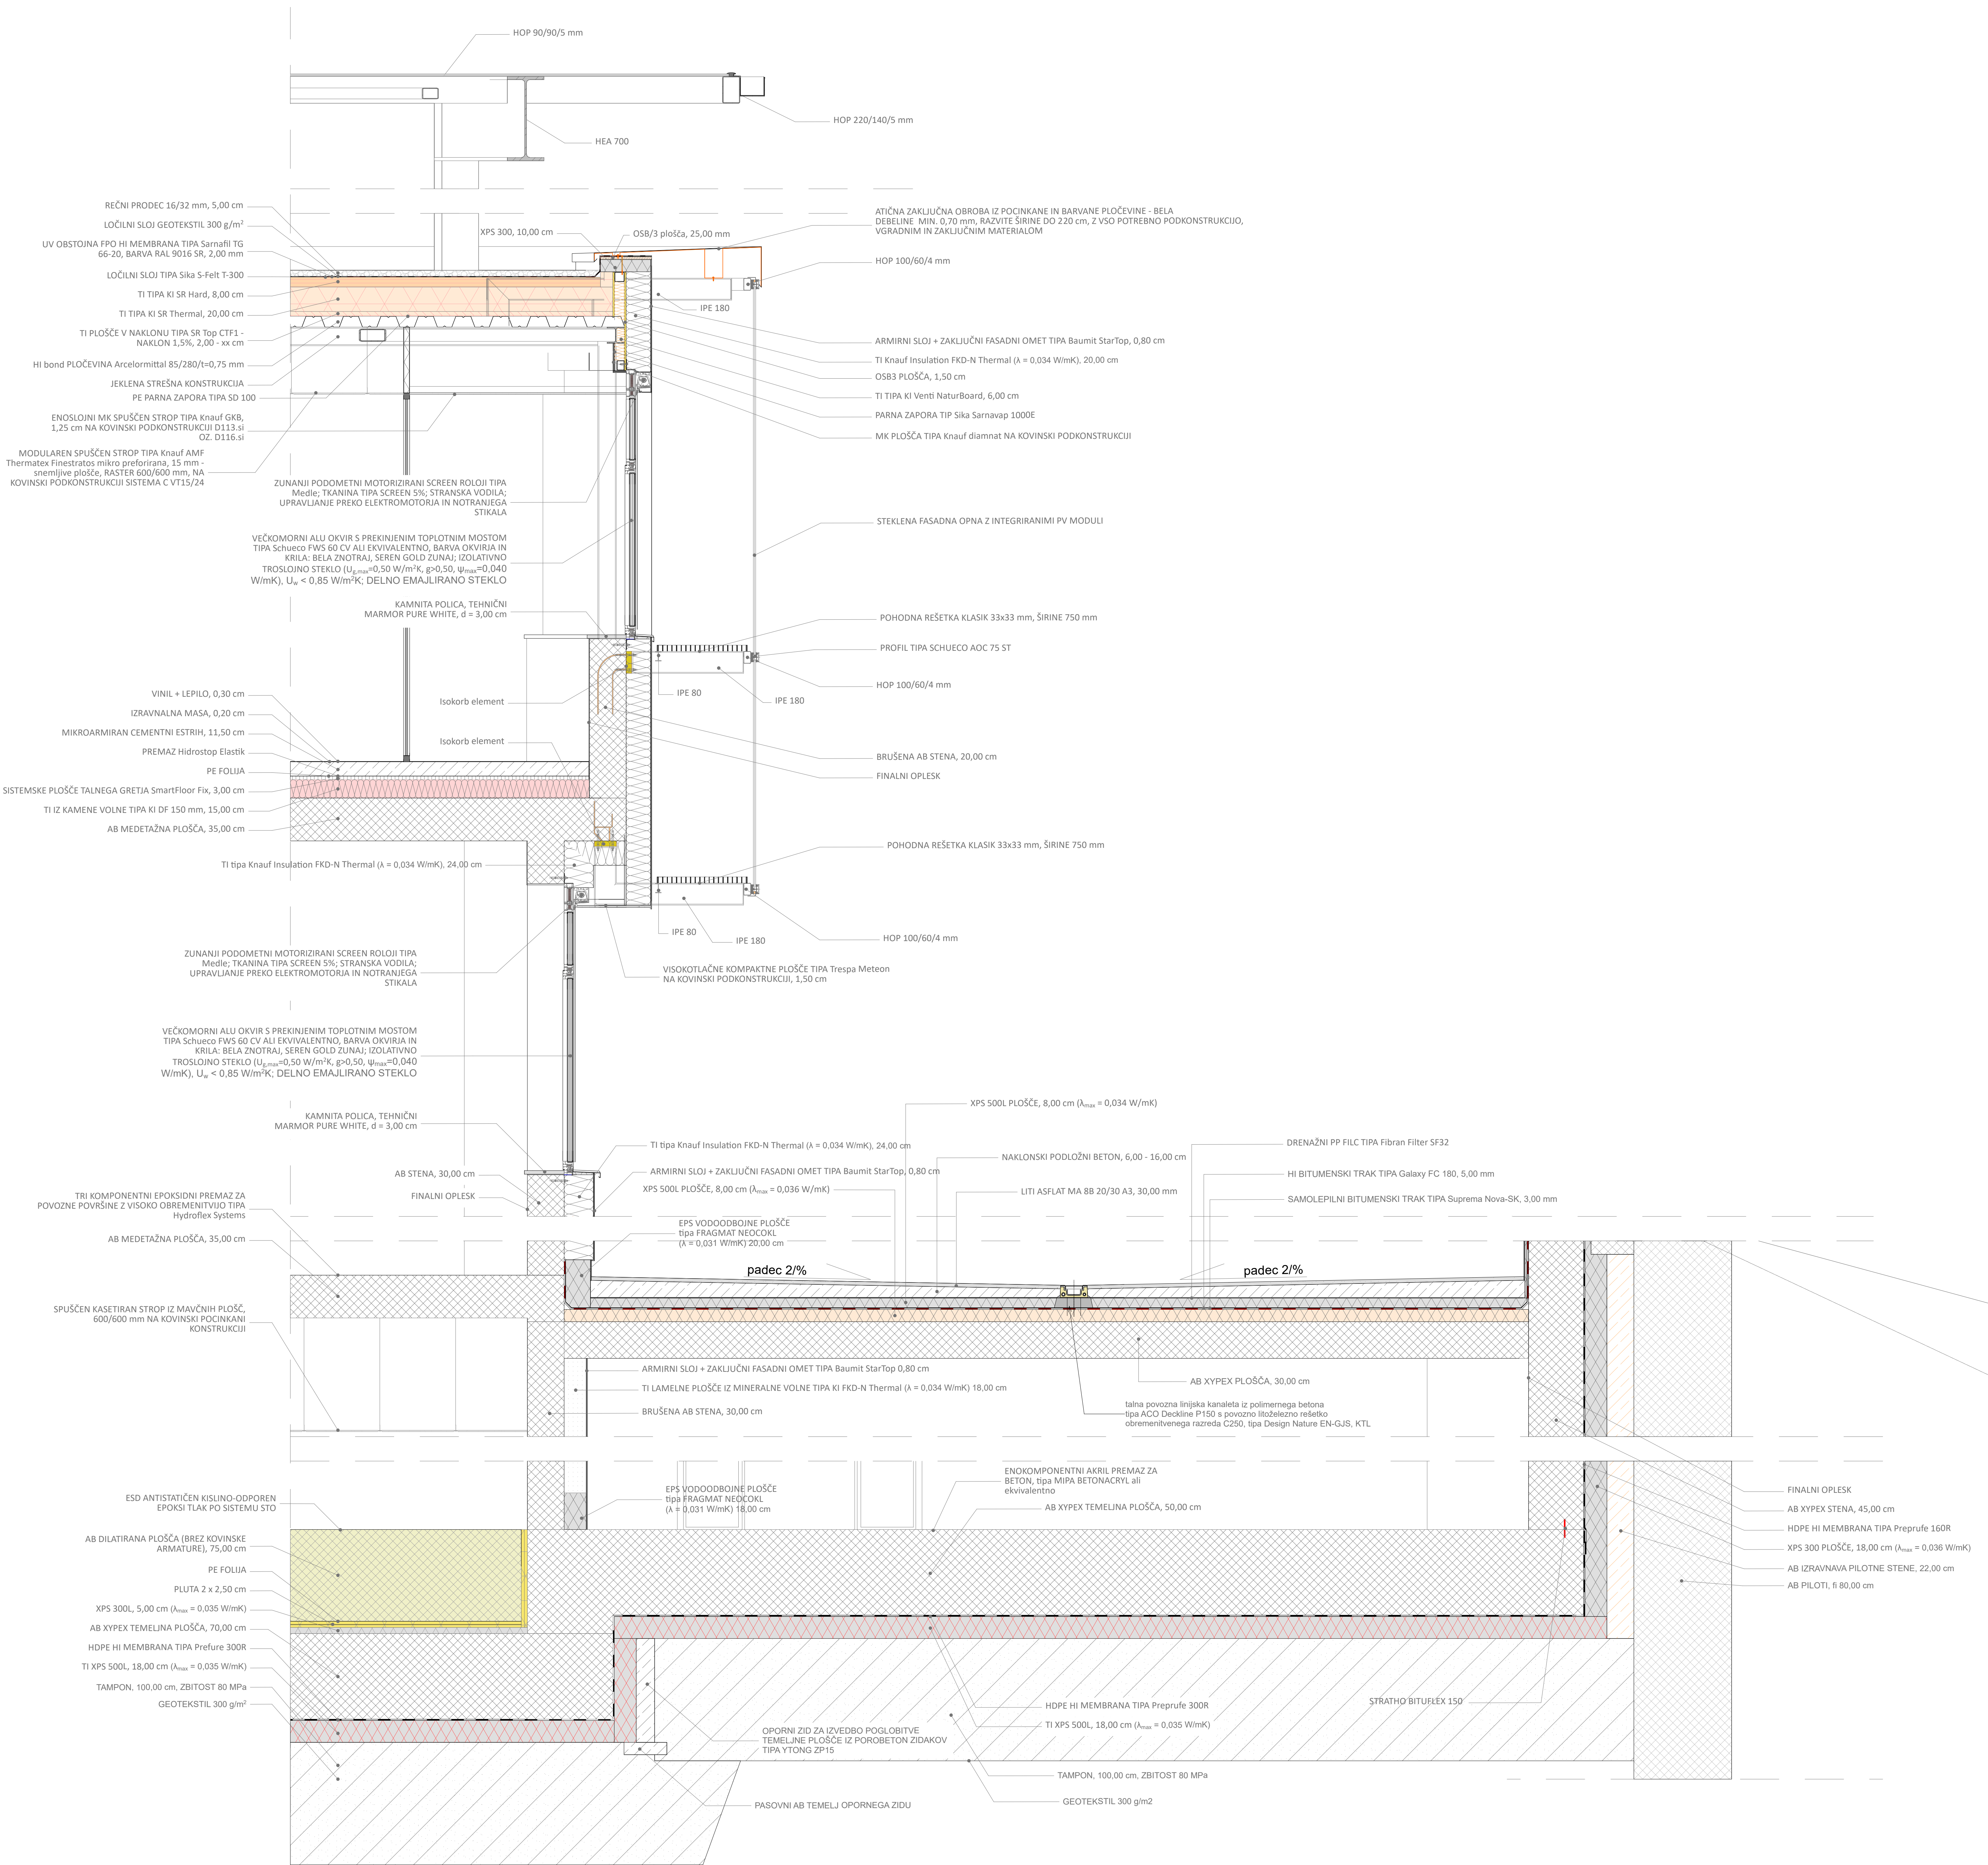 HOP 90/90/5 mm
HOP 220/140/5 mm
HEA 700
REČNI PRODEC 16/32 mm, 5,00 cm
LOČILNI SLOJ GEOTEKSTIL 300 g/m²
UV OBSTOJNA FPO HI MEMBRANA TIPA Sarnafil TG
66-20, BARVA RAL 9016 SR, 2,00 mm
LOČILNI SLOJ TIPA Sika S-Felt T-300
TI TIPA KI SR Hard, 8,00 cm
TI TIPA KI SR Thermal, 20,00 cm
TI PLOŠČE V NAKLONU TIPA SR Top CTF1 -
NAKLON 1,5%, 2,00 - xx cm
HI bond PLOČEVINA Arcelormittal 85/280/t=0,75 mm
JEKLENA STREŠNA KONSTRUKCIJA
PE PARNA ZAPORA TIPA SD 100
ENOSLOJNI MK SPUŠČEN STROP TIPA Knauf GKB,
1,25 cm NA KOVINSKI PODKONSTRUKCIJI D113.si
OZ. D116.si
MODULAREN SPUŠČEN STROP TIPA Knauf AMF
Thermatex Finestratos mikro preforirana, 15 mm -
snemljive plošče, RASTER 600/600 mm, NA
KOVINSKI PODKONSTRUKCIJI SISTEMA C VT15/24
XPS 300, 10,00 cm
OSB/3 plošča, 25,00 mm
ATIČNA ZAKLJUČNA OBROBA IZ POCINKANE IN BARVANE PLOČEVINE - BELA
DEBELINE MIN. 0,70 mm, RAZVITE ŠIRINE DO 220 cm, Z VSO POTREBNO PODKONSTRUKCIJO,
VGRADNIM IN ZAKLJUČNIM MATERIALOM
HOP 100/60/4 mm
IPE 180
ARMIRNI SLOJ + ZAKLJUČNI FASADNI OMET TIPA Baumit StarTop, 0,80 cm
TI Knauf Insulation FKD-N Thermal (λ = 0,034 W/mK), 20,00 cm
OSB3 PLOŠČA, 1,50 cm
TI TIPA KI Venti NaturBoard, 6,00 cm
PARNA ZAPORA TIP Sika Sarnavap 1000E
MK PLOŠČA TIPA Knauf diamnat NA KOVINSKI PODKONSTRUKCIJI
ZUNANJI PODOMETNI MOTORIZIRANI SCREEN ROLOJI TIPA
Medle; TKANINA TIPA SCREEN 5%; STRANSKA VODILA;
UPRAVLJANJE PREKO ELEKTROMOTORJA IN NOTRANJEGA
STIKALA
STEKLENA FASADNA OPNA Z INTEGRIRANIMI PV MODULI
VEČKOMORNI ALU OKVIR S PREKINJENIM TOPLOTNIM MOSTOM
TIPA Schueco FWS 60 CV ALI EKVIVALENTNO, BARVA OKVIRJA IN
KRILA: BELA ZNOTRAJ, SEREN GOLD ZUNAJ; IZOLATIVNO
TROSLOJNO STEKLO (Ug,max=0,50 W/m²K, g>0,50, ψmax=0,040
W/mK), Uw < 0,85 W/m²K; DELNO EMAJLIRANO STEKLO
KAMNITA POLICA, TEHNIČNI
MARMOR PURE WHITE, d = 3,00 cm
POHODNA REŠETKA KLASIK 33x33 mm, ŠIRINE 750 mm
PROFIL TIPA SCHUECO AOC 75 ST
HOP 100/60/4 mm
IPE 80
IPE 180
VINIL + LEPILO, 0,30 cm
IZRAVNALNA MASA, 0,20 cm
MIKROARMIRAN CEMENTNI ESTRIH, 11,50 cm
PREMAZ Hidrostop Elastik
PE FOLIJA
SISTEMSKE PLOŠČE TALNEGA GRETJA SmartFloor Fix, 3,00 cm
TI IZ KAMENE VOLNE TIPA KI DF 150 mm, 15,00 cm
AB MEDETAŽNA PLOŠČA, 35,00 cm
Isokorb element
Isokorb element
BRUŠENA AB STENA, 20,00 cm
FINALNI OPLESK
POHODNA REŠETKA KLASIK 33x33 mm, ŠIRINE 750 mm
TI tipa Knauf Insulation FKD-N Thermal (λ = 0,034 W/mK), 24,00 cm
IPE 80
IPE 180
HOP 100/60/4 mm
ZUNANJI PODOMETNI MOTORIZIRANI SCREEN ROLOJI TIPA
Medle; TKANINA TIPA SCREEN 5%; STRANSKA VODILA;
UPRAVLJANJE PREKO ELEKTROMOTORJA IN NOTRANJEGA
STIKALA
VISOKOTLAČNE KOMPAKTNE PLOŠČE TIPA Trespa Meteon
NA KOVINSKI PODKONSTRUKCIJI, 1,50 cm
VEČKOMORNI ALU OKVIR S PREKINJENIM TOPLOTNIM MOSTOM
TIPA Schueco FWS 60 CV ALI EKVIVALENTNO, BARVA OKVIRJA IN
KRILA: BELA ZNOTRAJ, SEREN GOLD ZUNAJ; IZOLATIVNO
TROSLOJNO STEKLO (Ug,max=0,50 W/m²K, g>0,50, ψmax=0,040
W/mK), Uw < 0,85 W/m²K; DELNO EMAJLIRANO STEKLO
KAMNITA POLICA, TEHNIČNI
MARMOR PURE WHITE, d = 3,00 cm
AB STENA, 30,00 cm
FINALNI OPLESK
TRI KOMPONENTNI EPOKSIDNI PREMAZ ZA
POVOZNE POVRŠINE Z VISOKO OBREMENITVIJO TIPA
Hydroflex Systems
AB MEDETAŽNA PLOŠČA, 35,00 cm
SPUŠČEN KASETIRAN STROP IZ MAVČNIH PLOŠČ,
600/600 mm NA KOVINSKI POCINKANI
KONSTRUKCIJI
XPS 500L PLOŠČE, 8,00 cm (λmax = 0,034 W/mK)
TI tipa Knauf Insulation FKD-N Thermal (λ = 0,034 W/mK), 24,00 cm
DRENAŽNI PP FILC TIPA Fibran Filter SF32
NAKLONSKI PODLOŽNI BETON, 6,00 - 16,00 cm
ARMIRNI SLOJ + ZAKLJUČNI FASADNI OMET TIPA Baumit StarTop, 0,80 cm
HI BITUMENSKI TRAK TIPA Galaxy FC 180, 5,00 mm
XPS 500L PLOŠČE, 8,00 cm (λmax = 0,036 W/mK)
LITI ASFLAT MA 8B 20/30 A3, 30,00 mm
SAMOLEPILNI BITUMENSKI TRAK TIPA Suprema Nova-SK, 3,00 mm
EPS VODOODBOJNE PLOŠČE
tipa FRAGMAT NEOCOKL
(λ = 0,031 W/mK) 20,00 cm
padec 2/%
padec 2/%
ARMIRNI SLOJ + ZAKLJUČNI FASADNI OMET TIPA Baumit StarTop 0,80 cm
TI LAMELNE PLOŠČE IZ MINERALNE VOLNE TIPA KI FKD-N Thermal (λ = 0,034 W/mK) 18,00 cm
BRUŠENA AB STENA, 30,00 cm
AB XYPEX PLOŠČA, 30,00 cm
talna povozna linijska kanaleta iz polimernega betona
tipa ACO Deckline P150 s povozno litoželezno rešetko
obremenitvenega razreda C250, tipa Design Nature EN-GJS, KTL
ENOKOMPONENTNI AKRIL PREMAZ ZA
BETON, tipa MIPA BETONACRYL ali
ekvivalentno
EPS VODOODBOJNE PLOŠČE
tipa FRAGMAT NEOCOKL
(λ = 0,031 W/mK) 18,00 cm
AB XYPEX TEMELJNA PLOŠČA, 50,00 cm
ESD ANTISTATIČEN KISLINO-ODPOREN
EPOKSI TLAK PO SISTEMU STO
AB DILATIRANA PLOŠČA (BREZ KOVINSKE
ARMATURE), 75,00 cm
PE FOLIJA
PLUTA 2 x 2,50 cm
XPS 300L, 5,00 cm (λmax = 0,035 W/mK)
AB XYPEX TEMELJNA PLOŠČA, 70,00 cm
HDPE HI MEMBRANA TIPA Prefure 300R
TI XPS 500L, 18,00 cm (λmax = 0,035 W/mK)
TAMPON, 100,00 cm, ZBITOST 80 MPa
GEOTEKSTIL 300 g/m²
FINALNI OPLESK
AB XYPEX STENA, 45,00 cm
HDPE HI MEMBRANA TIPA Preprufe 160R
XPS 300 PLOŠČE, 18,00 cm (λmax = 0,036 W/mK)
AB IZRAVNAVA PILOTNE STENE, 22,00 cm
AB PILOTI, fi 80,00 cm
HDPE HI MEMBRANA TIPA Preprufe 300R
STRATHO BITUFLEX 150
TI XPS 500L, 18,00 cm (λmax = 0,035 W/mK)
OPORNI ZID ZA IZVEDBO POGLOBITVE
TEMELJNE PLOŠČE IZ POROBETON ZIDAKOV
TIPA YTONG ZP15
TAMPON, 100,00 cm, ZBITOST 80 MPa
PASOVNI AB TEMELJ OPORNEGA ZIDU
GEOTEKSTIL 300 g/m2